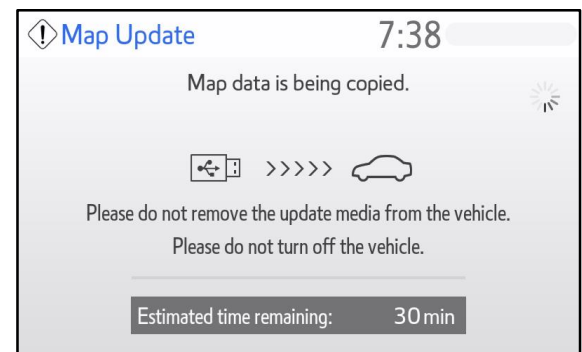 Map Update 7:38
Map data is being copied.
Please do not remove the update media from the vehicle.
Please do not turn off the vehicle.
Estimated time remaining: 30 min